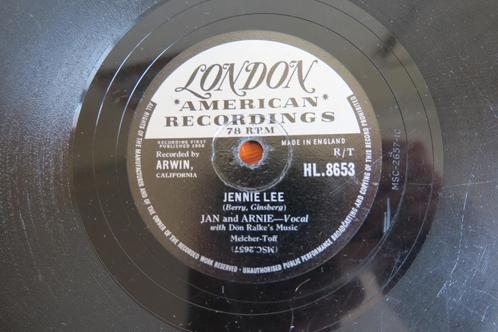 LONDON
*AMERICAN*
RECORDINGS
78 R.P.M
RECORDING FIRST
PUBLISHED 1958
MADE IN ENGLAND
Recorded by
ARWIN,
CALIFORNIA
R/T
HL.8653
JENNIE LEE
(Berry, Ginsberg)
JAN and ARNIE—Vocal
with Don Ralke's Music
Melcher-Toff
(MSC.2657)
ALL RIGHTS OF THE MANUFACTURER AND OF THE OWNER OF THE RECORDED WORK RESERVED - UNAUTHORISED PUBLIC PERFORMANCE BROADCASTING AND COPYING OF THIS RECORD PROHIBITED
MSC-2657-1C